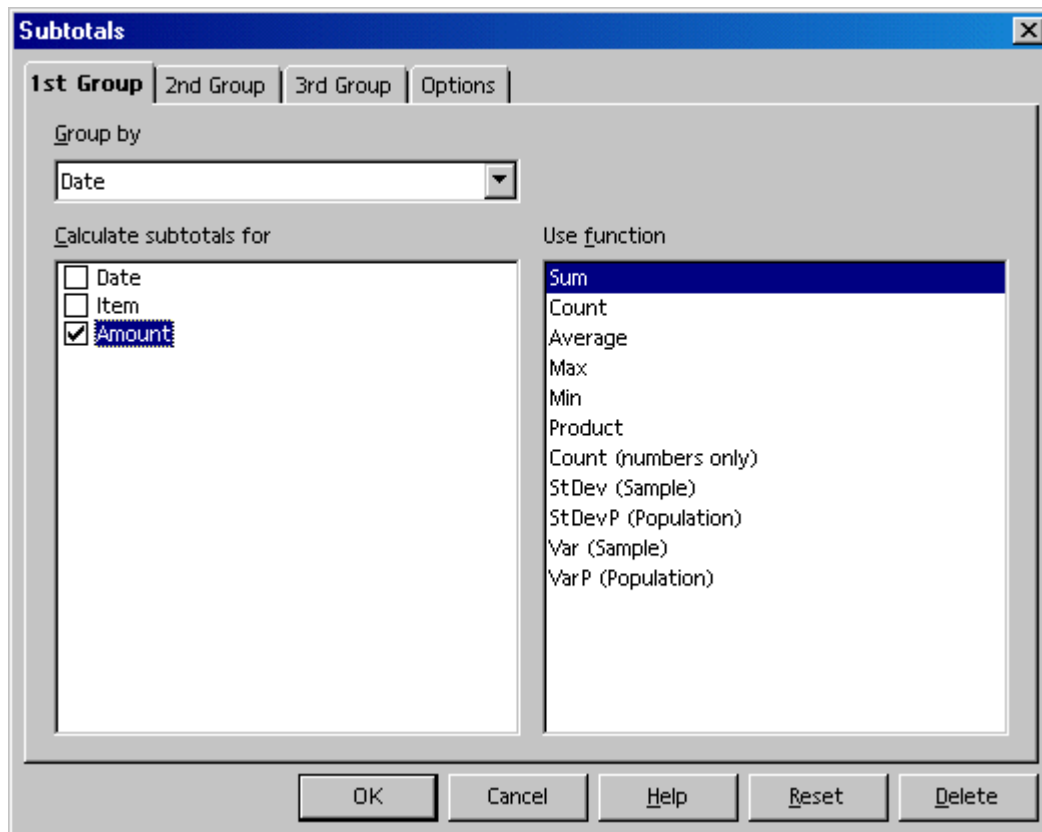 Subtotals
1st Group 2nd Group 3rd Group Options
Group by
Date
Calculate subtotals for
Date
Item
Amount
Use function
Sum
Count
Average
Max
Min
Product
Count (numbers only)
StDev (Sample)
StDevP (Population)
Var (Sample)
VarP (Population)
OK Cancel Help Reset Delete